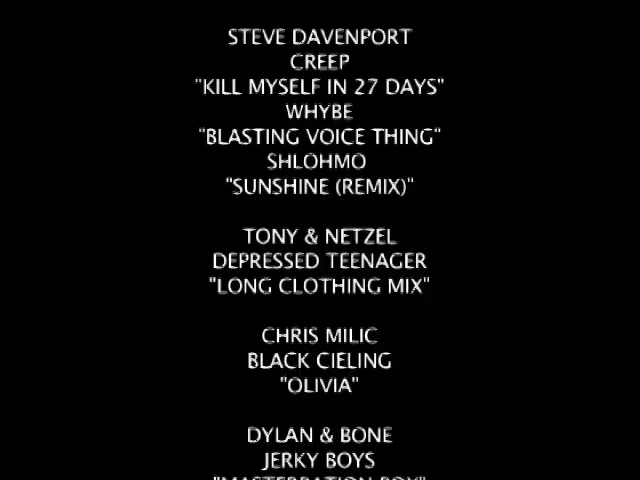 STEVE DAVENPORT
CREEP
"KILL MYSELF IN 27 DAYS"
WHYBE
"BLASTING VOICE THING"
SHLOHMO
"SUNSHINE (REMIX)"
TONY & NETZEL
DEPRESSED TEENAGER
"LONG CLOTHING MIX"
CHRIS MILIC
BLACK CIELING
"OLIVIA"
DYLAN & BONE
JERKY BOYS